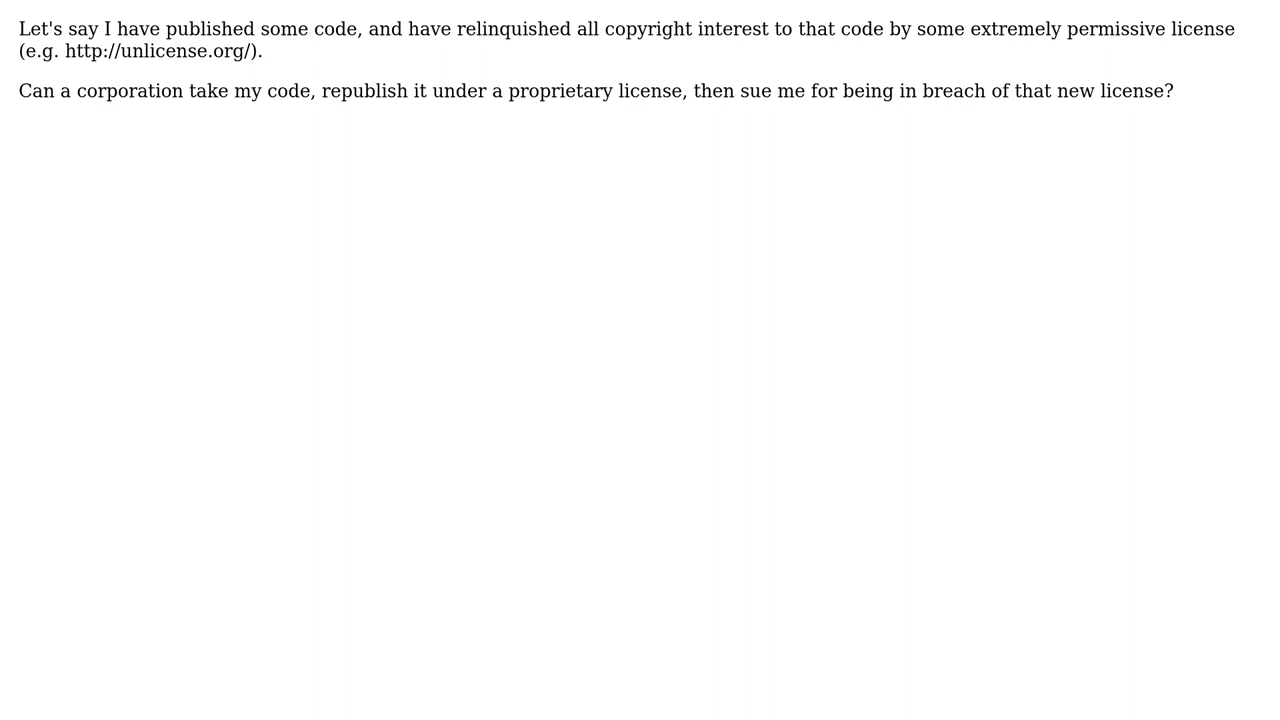 Let's say I have published some code, and have relinquished all copyright interest to that code by some extremely permissive license
(e.g. http://unlicense.org/).
Can a corporation take my code, republish it under a proprietary license, then sue me for being in breach of that new license?